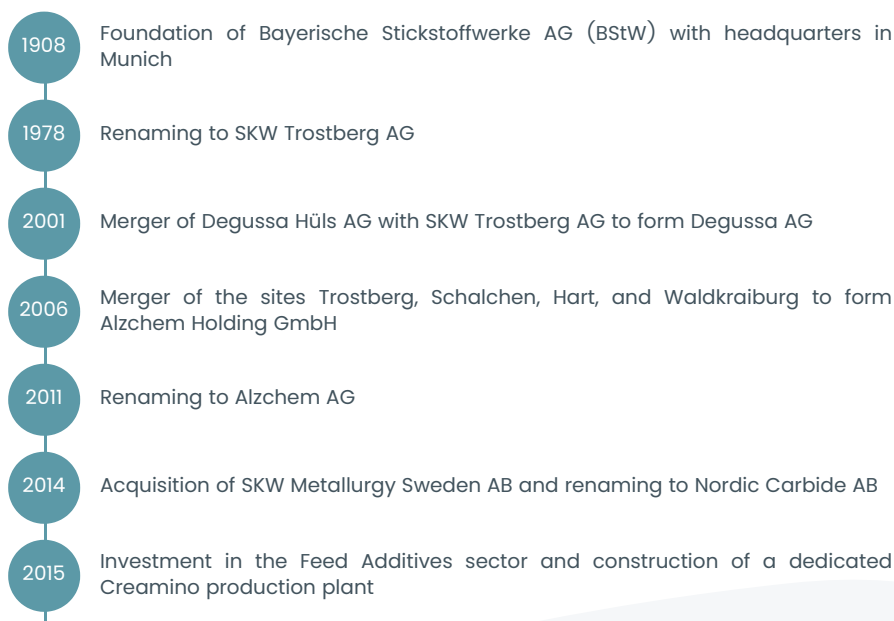 1908
Foundation of Bayerische Stickstoffwerke AG (BStW) with headquarters in
Munich
1978
Renaming to SKW Trostberg AG
2001
Merger of Degussa Hüls AG with SKW Trostberg AG to form Degussa AG
2006
Merger of the sites Trostberg, Schalchen, Hart, and Waldkraiburg to form
Alzchem Holding GmbH
2011
Renaming to Alzchem AG
2014
Acquisition of SKW Metallurgy Sweden AB and renaming to Nordic Carbide AB
2015
Investment in the Feed Additives sector and construction of a dedicated
Creamino production plant